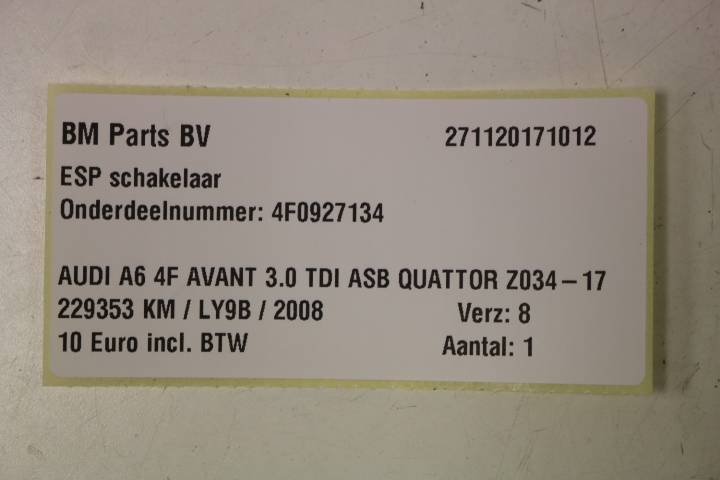 BM Parts BV 271120171012
ESP schakelaar
Onderdeelnummer: 4F0927134
AUDI A6 4F AVANT 3.0 TDI ASB QUATTOR Z034-17
229353 KM / LY9B / 2008 Verz: 8
10 Euro incl. BTW Aantal: 1